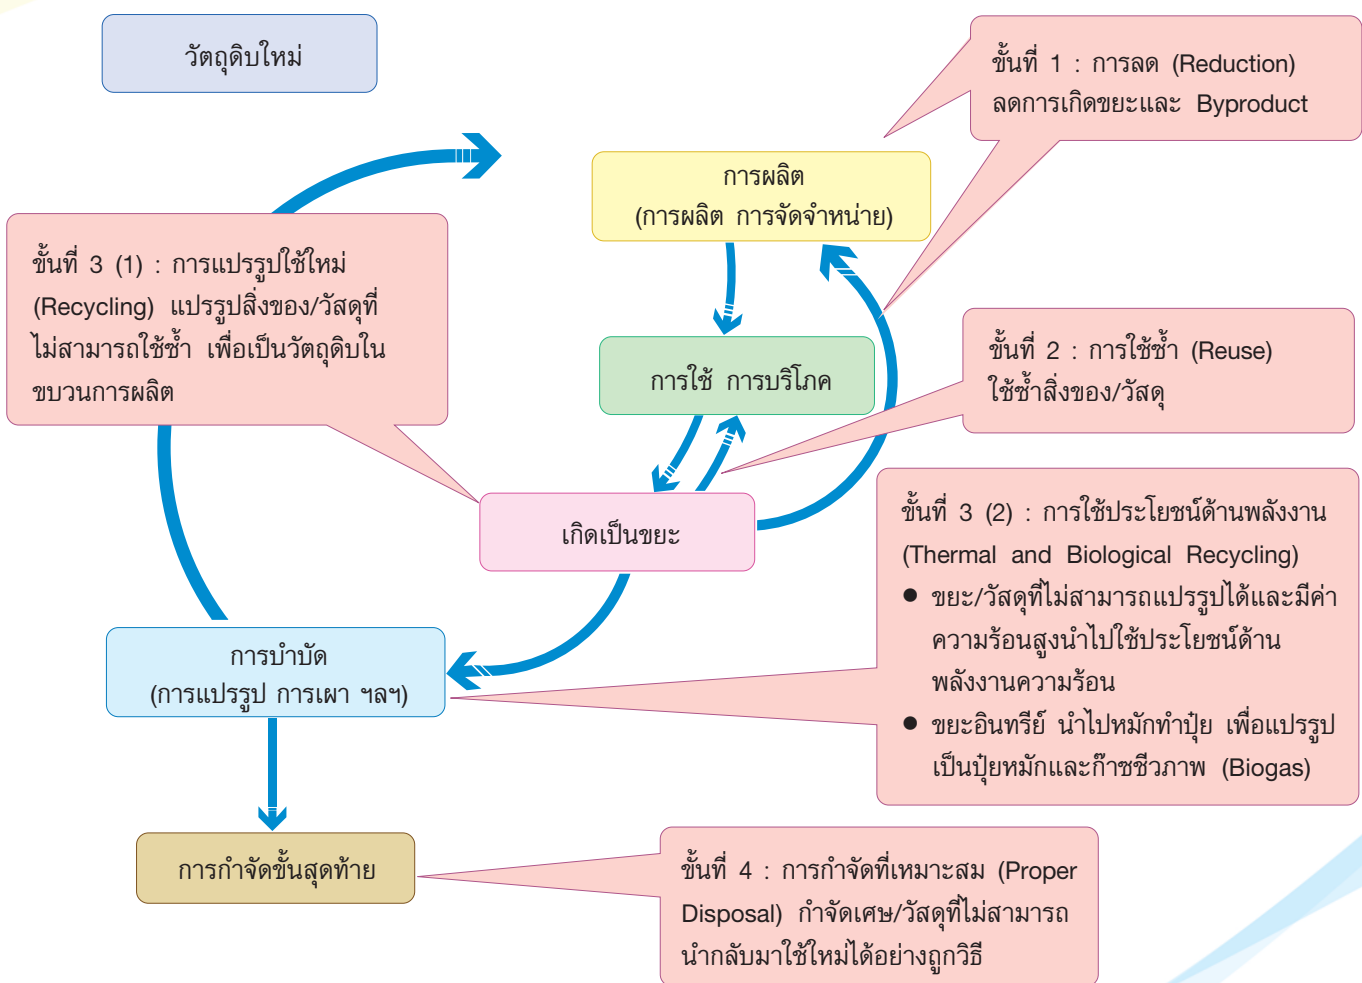 วัตถุดิบใหม่
ขั้นที่ 1 : การลด (Reduction)
ลดการเกิดขยะและ Byproduct
การผลิต
(การผลิต การจัดจำหน่าย)
ขั้นที่ 3 (1) : การแปรรูปใช้ใหม่
(Recycling) แปรรูปสิ่งของ/วัสดุที่
ไม่สามารถใช้ซ้ำ เพื่อเป็นวัตถุดิบใน
ขบวนการผลิต
การใช้ การบริโภค
ขั้นที่ 2 : การใช้ซ้ำ (Reuse)
ใช้ซ้ำสิ่งของ/วัสดุ
เกิดเป็นขยะ
ขั้นที่ 3 (2) : การใช้ประโยชน์ด้านพลังงาน
(Thermal and Biological Recycling)
● ขยะ/วัสดุที่ไม่สามารถแปรรูปได้และมีค่า
ความร้อนสูงนำไปใช้ประโยชน์ด้าน
พลังงานความร้อน
● ขยะอินทรีย์ นำไปหมักทำปุ๋ย เพื่อแปรรูป
เป็นปุ๋ยหมักและก๊าซชีวภาพ (Biogas)
การบำบัด
(การแปรรูป การเผา ฯลฯ)
การกำจัดขั้นสุดท้าย
ขั้นที่ 4 : การกำจัดที่เหมาะสม (Proper
Disposal) กำจัดเศษ/วัสดุที่ไม่สามารถ
นำกลับมาใช้ใหม่ได้อย่างถูกวิธี